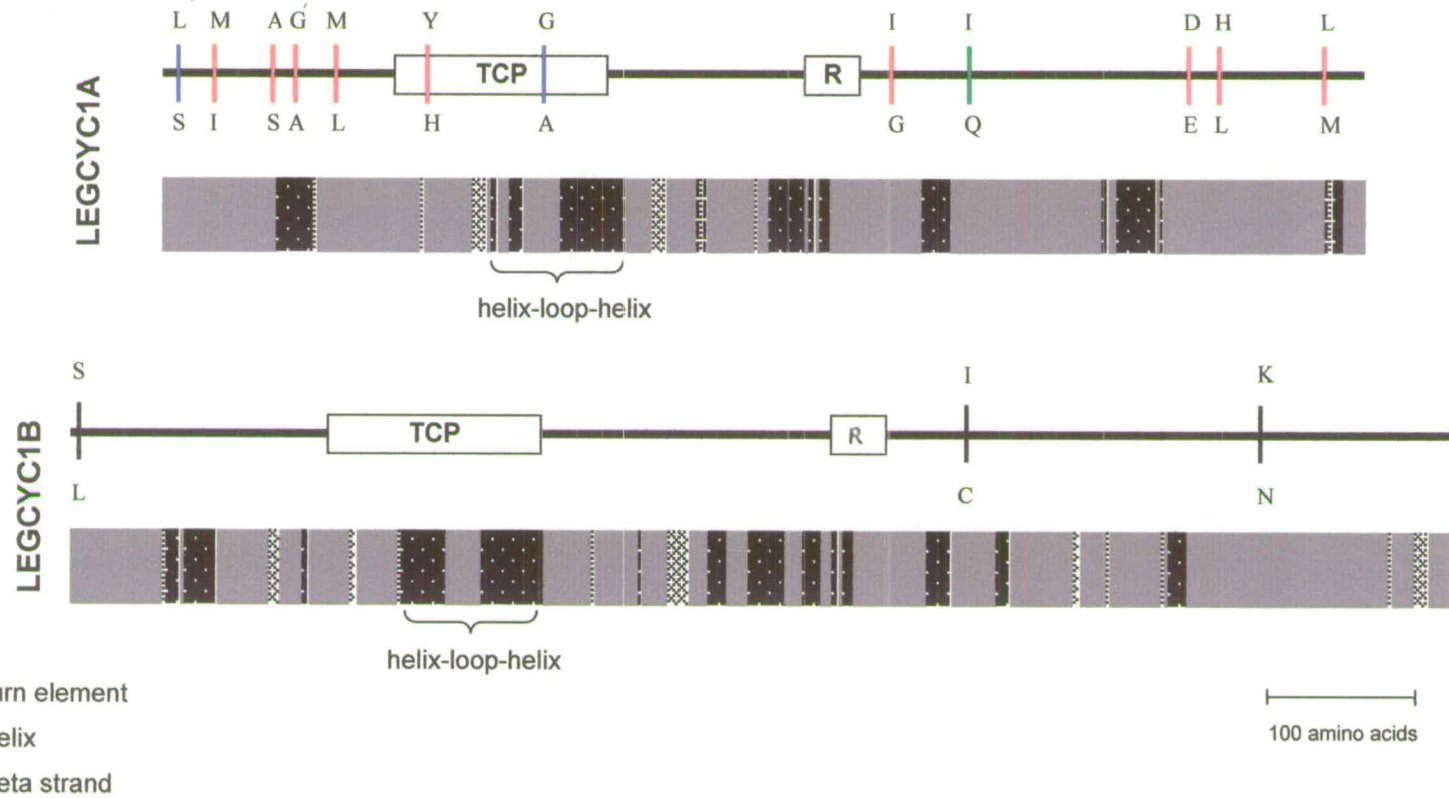 L M A G M Y G I I D H L
LEGCYC1A
TCP R
S I S A L H A G Q E L M
helix-loop-helix
S I K
LEGCYC1B
TCP R
L C N
helix-loop-helix
urn element
elix
100 amino acids
eta strand